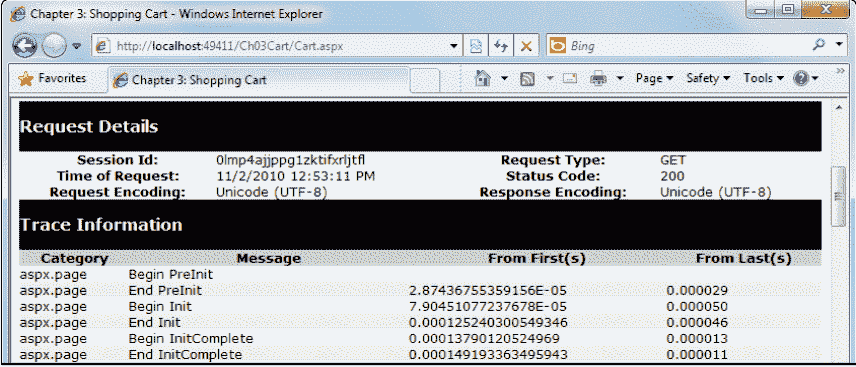 Chapter 3: Shopping Cart - Windows Internet Explorer
http://localhost:49411/Ch03Cart/Cart.aspx Bing
Favorites Chapter 3: Shopping Cart Page Safety Tools
Request Details
Session Id: 0lmp4ajjppg1zktifxrljtfl Request Type: GET
Time of Request: 11/2/2010 12:53:11 PM Status Code: 200
Request Encoding: Unicode (UTF-8) Response Encoding: Unicode (UTF-8)
Trace Information
Category Message From First(s) From Last(s)
aspx.page Begin PreInit
aspx.page End PreInit 2.87436755359156E-05 0.000029
aspx.page Begin Init 7.90451077237678E-05 0.000050
aspx.page End Init 0.000125240300549346 0.000046
aspx.page Begin InitComplete 0.00013790120524969 0.000013
aspx.page End InitComplete 0.000149193363495943 0.000011